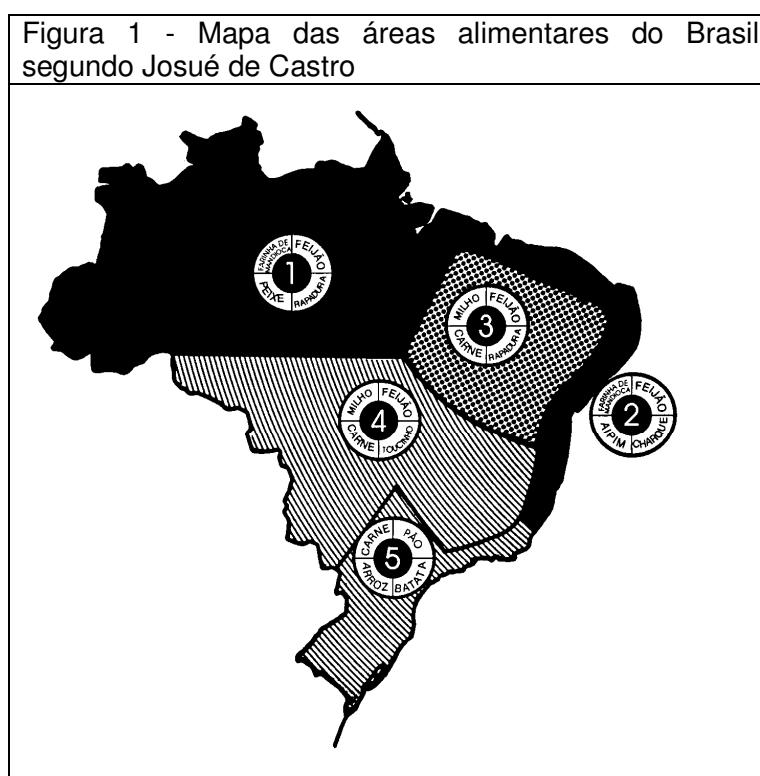 Figura 1 - Mapa das áreas alimentares do Brasil
segundo Josué de Castro
FARINHA DE MANDIOCA
FEIJÃO
1
PEIXE
RAPADURA
MILHO
FEIJÃO
3
CARNE
RAPADURA
FARINHA DE MANDIOCA
FEIJÃO
2
AIPIM
CHARQUE
MILHO
FEIJÃO
4
CARNE
TOUCINHO
CARNE
PÃO
5
ARROZ
BATATA